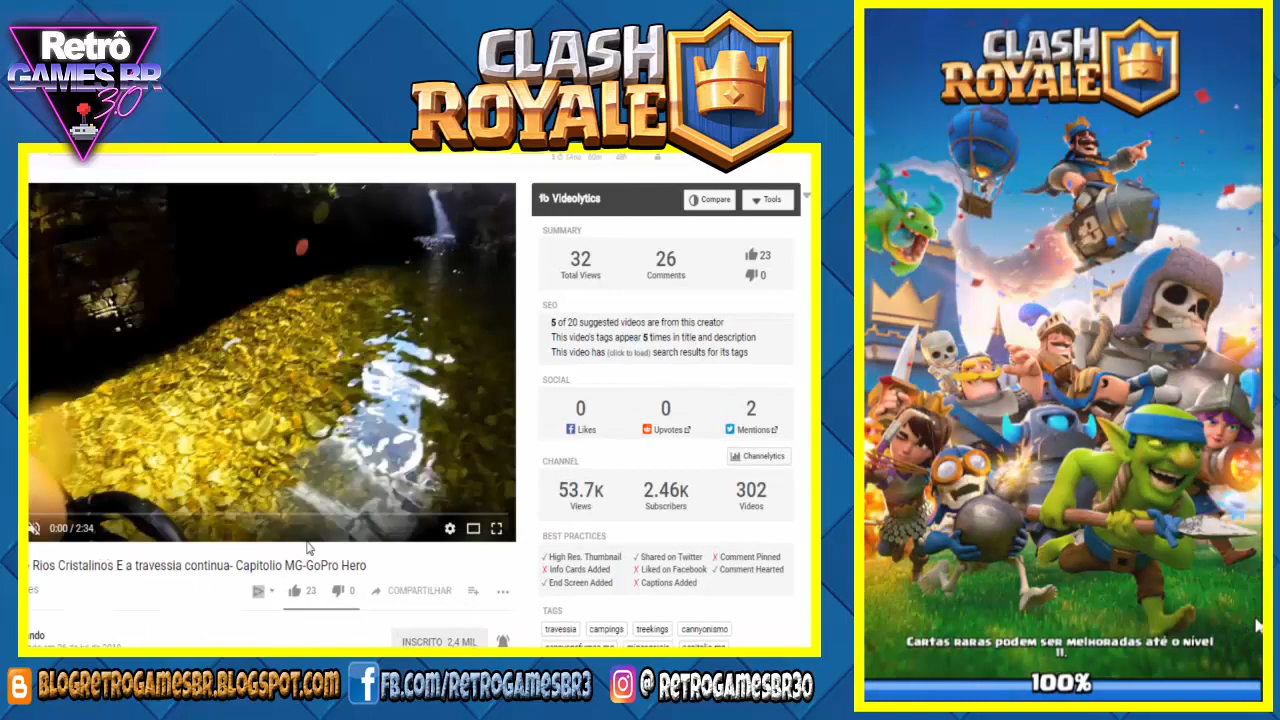 Retrô
GAMES BR
3.0
CLASH
ROYALE
1 Ano 60m 48h
0:00 / 2:34
Rios Cristalinos E a travessia continua- Capitolio MG-GoPro Hero
23 0 COMPARTILHAR
INSCRITO 2,4 MIL
Videolytics
Compare
Tools
SUMMARY
32
Total Views
26
Comments
23
0
SEO
5 of 20 suggested videos are from this creator
This video's tags appear 5 times in title and description
This video has (click to load) search results for its tags
SOCIAL
0
Likes
0
Upvotes
2
Mentions
CHANNEL
Channelytics
53.7K
Views
2.46K
Subscribers
302
Videos
BEST PRACTICES
✓ High Res. Thumbnail ✓ Shared on Twitter ✗ Comment Pinned
✗ Info Cards Added ✗ Liked on Facebook ✓ Comment Hearted
✓ End Screen Added ✗ Captions Added
TAGS
travessia campings treekings cannyonismo
CLASH
ROYALE
Cartas raras podem ser melhoradas até o nível
11.
100%
BLOGRETROGAMESBR.BLOGSPOT.COM
FB.COM/RETROGAMESBR3
@RETROGAMESBR30